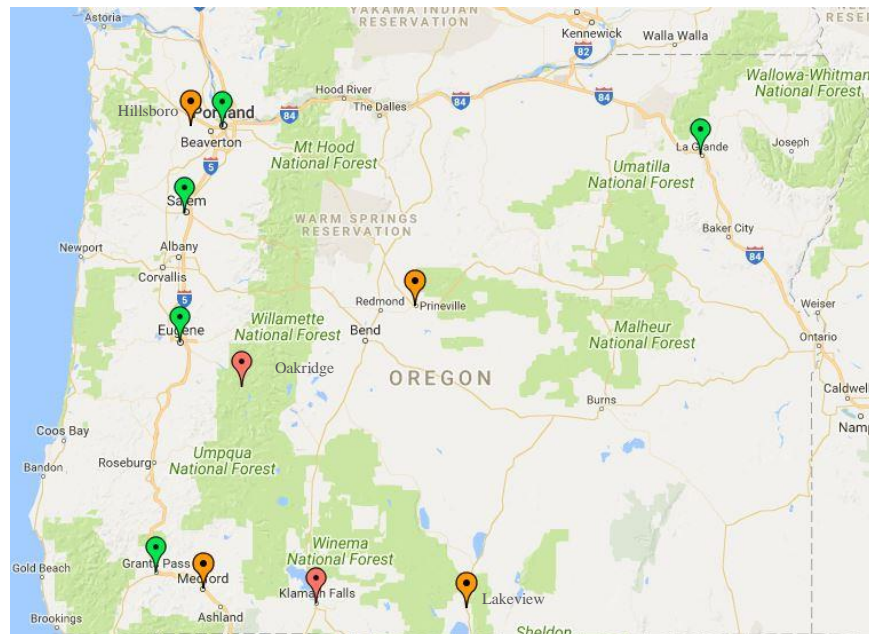 YAKAMA INDIAN
RESERVATION
Astoria
Kennewick
Walla Walla
82
Hood River
84
84
Wallowa-Whitman
National Forest
Hillsboro
Portland
The Dalles
84
Beaverton
5
Mt Hood
National Forest
La Grande
Joseph
Umatilla
National Forest
Salem
WARM SPRINGS
RESERVATION
Baker City
Newport
Albany
84
Corvallis
5
Redmond
Prineville
Weiser
Willamette
National Forest
Eugene
Bend
Malheur
National Forest
Ontario
Oakridge
OREGON
Caldwel
Burns
Namp
Coos Bay
Umpqua
National Forest
Roseburg
Bandon
Winema
National Forest
Gold Beach
Grants Pass
Medford
Klamath Falls
Lakeview
Ashland
Brookings
Sheldon